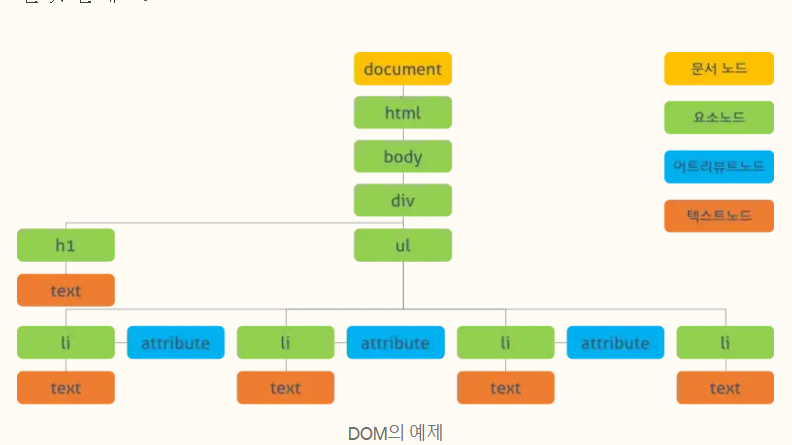 document
문서 노드
html
요소노드
body
어트리뷰트노드
div
텍스트노드
h1
ul
text
li attribute li attribute li attribute li
text text text text
DOM의 예제